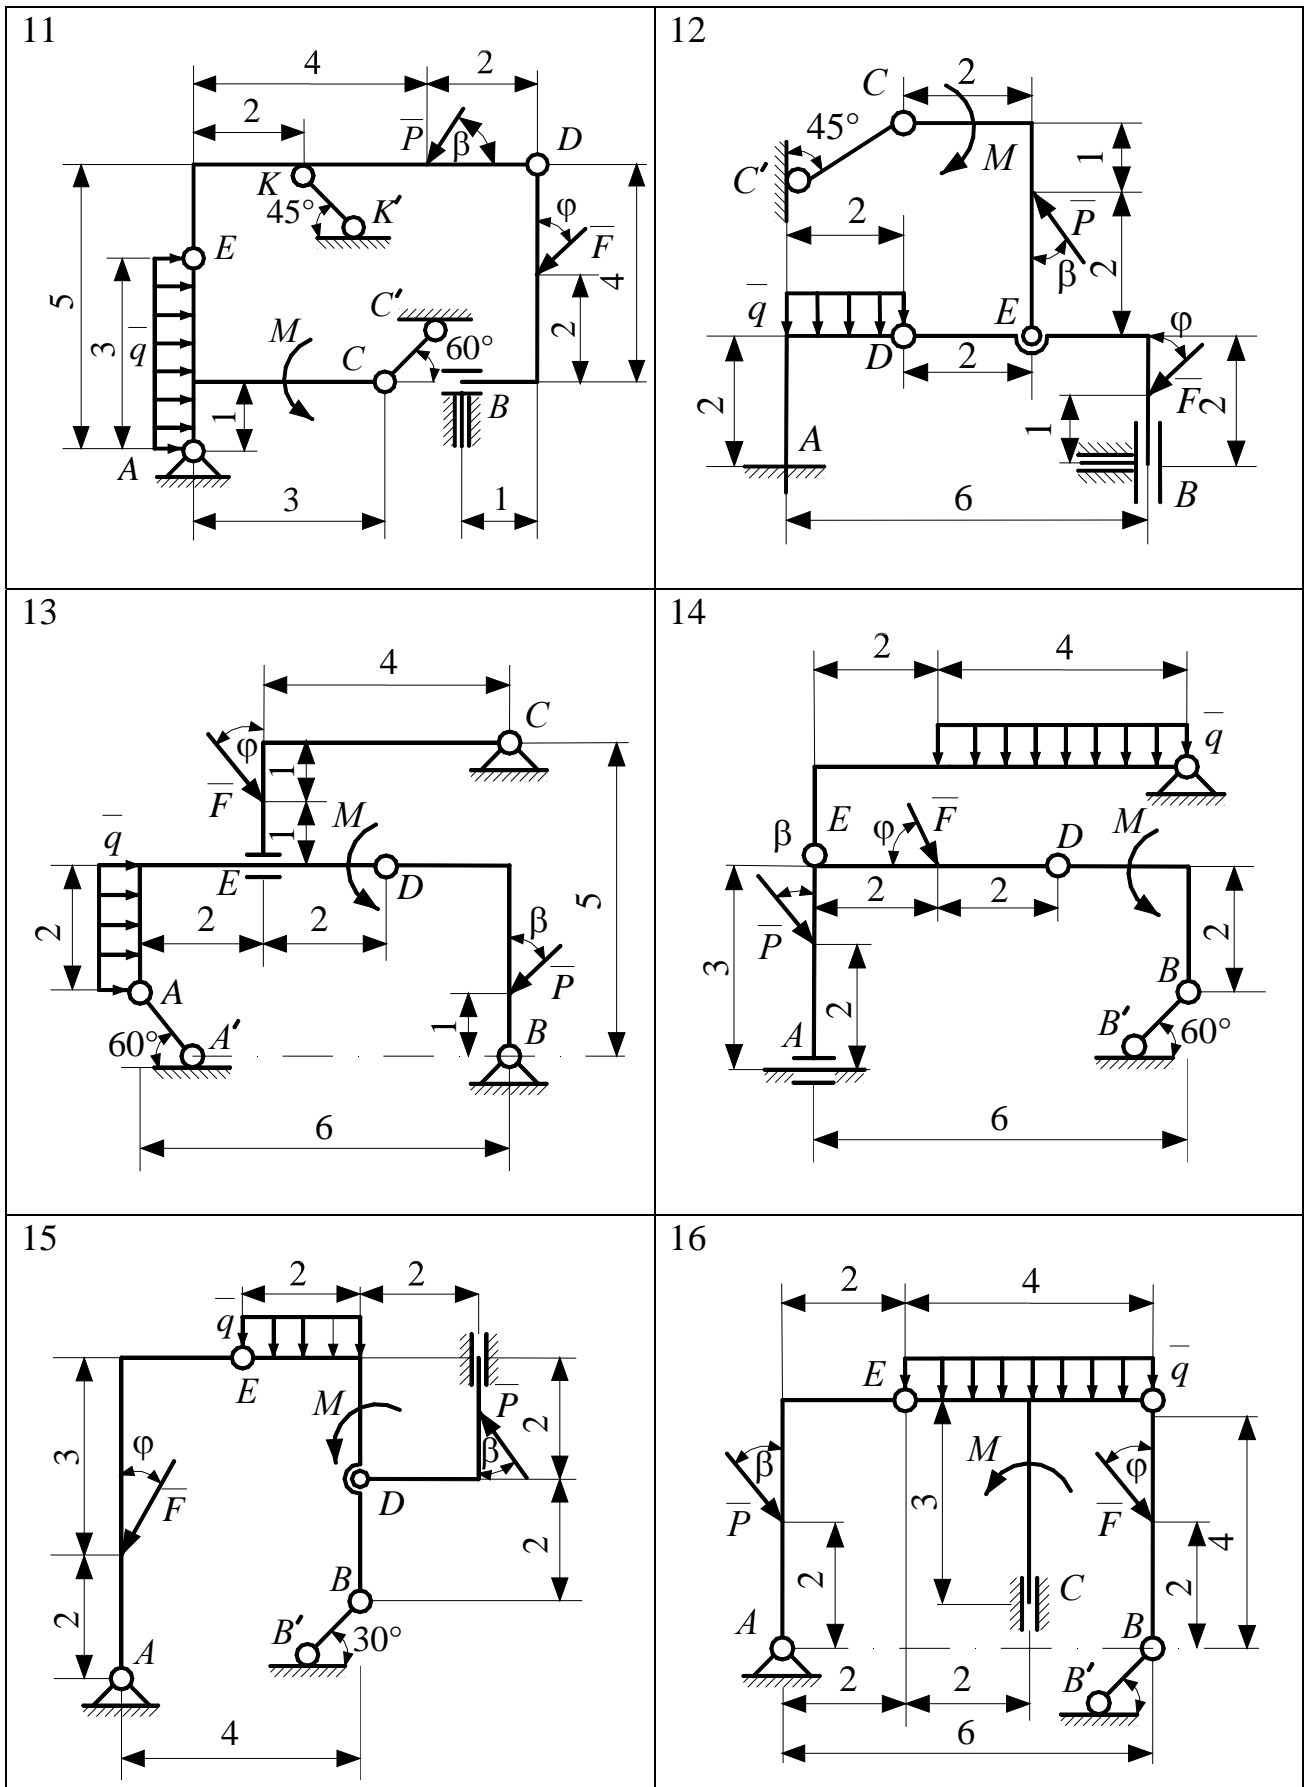 11
4 2
2
P̅ β D
K
45° K′
φ F̅
E
5 3 q̅ 4
M C′
C 60° 2
1 B
A
3 1
12
2
C
45° M 1
C′
2 P̅
β 2
q̅ E φ
D 2 F̅
2 A 1 2
6 B
13
4
C
φ 1
F̅
q̅ M 1
E D
2 2 2 β 5
P̅
A 1
60° A′ B
6
14
2 4
q̅
E φ F̅ D M
β
2 2
P̅ 2
3 2 B
A B′ 60°
6
15
2 2
q̅
E P̅
M 2
3 φ β
F̅ D
2
2 B
A B′ 30°
4
16
2 4
E q̅
β M φ
P̅ 3 F̅ 4
2 C 2
A B
2 2 B′
6